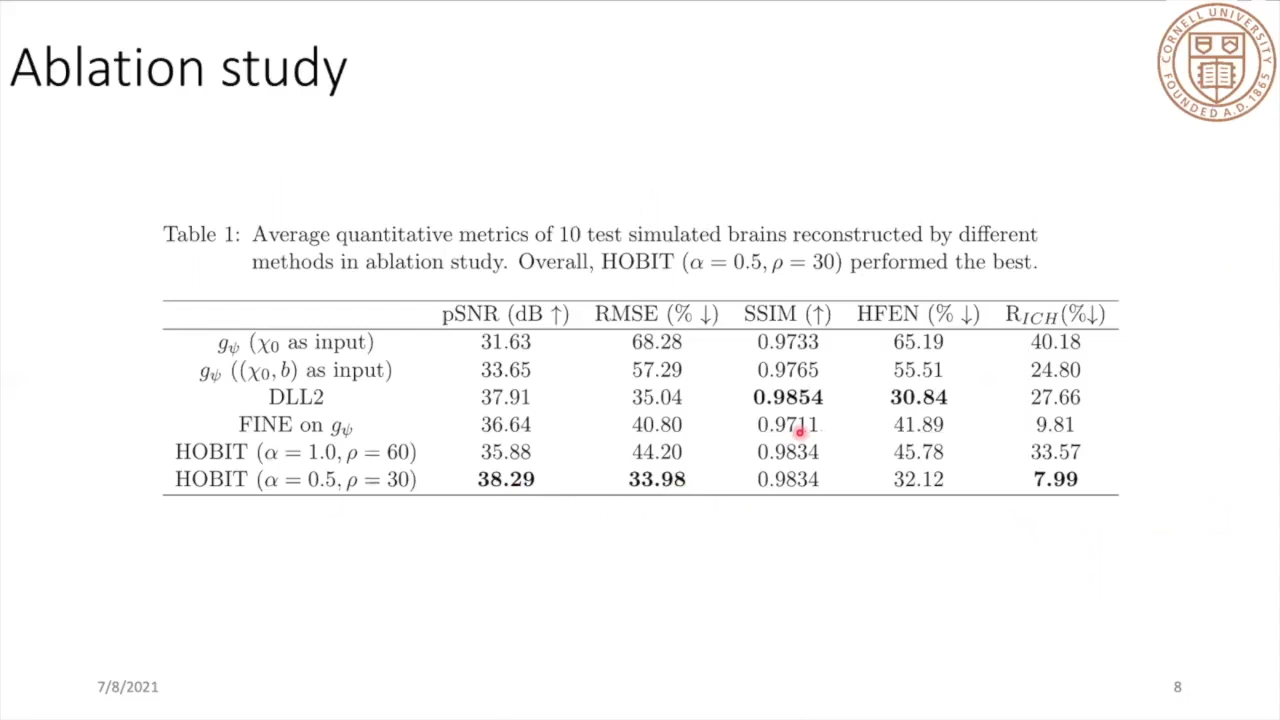 Ablation study
CORNELL UNIVERSITY
FOUNDED A.D. 1865
Table 1: Average quantitative metrics of 10 test simulated brains reconstructed by different
methods in ablation study. Overall, HOBIT (α = 0.5, ρ = 30) performed the best.
pSNR (dB ↑) RMSE (% ↓) SSIM (↑) HFEN (% ↓) R_ICH(%↓)
g_ψ (χ0 as input) 31.63 68.28 0.9733 65.19 40.18
g_ψ ((χ0, b) as input) 33.65 57.29 0.9765 55.51 24.80
DLL2 37.91 35.04 0.9854 30.84 27.66
FINE on g_ψ 36.64 40.80 0.9711 41.89 9.81
HOBIT (α = 1.0, ρ = 60) 35.88 44.20 0.9834 45.78 33.57
HOBIT (α = 0.5, ρ = 30) 38.29 33.98 0.9834 32.12 7.99
7/8/2021
8